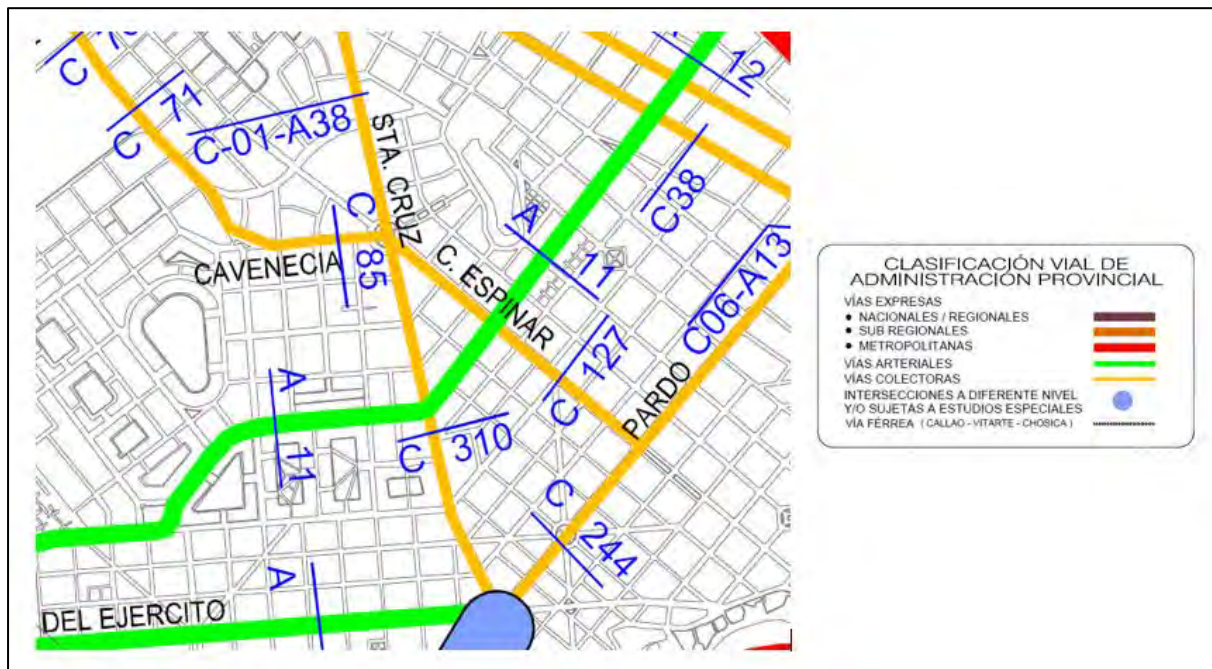 C
C 71
C-01-A38
STA. CRUZ
12
C38
C 85
CAVENECIA
C. ESPINAR
A 11
C06-A13
C 127
PARDO
A 11
C 310
C 244
A
DEL EJERCITO
CLASIFICACIÓN VIAL DE
ADMINISTRACIÓN PROVINCIAL
VÍAS EXPRESAS
• NACIONALES / REGIONALES
• SUB REGIONALES
• METROPOLITANAS
VÍAS ARTERIALES
VÍAS COLECTORAS
INTERSECCIONES A DIFERENTE NIVEL
Y/O SUJETAS A ESTUDIOS ESPECIALES
VÍA FÉRREA ( CALLAO - VITARTE - CHOSICA )